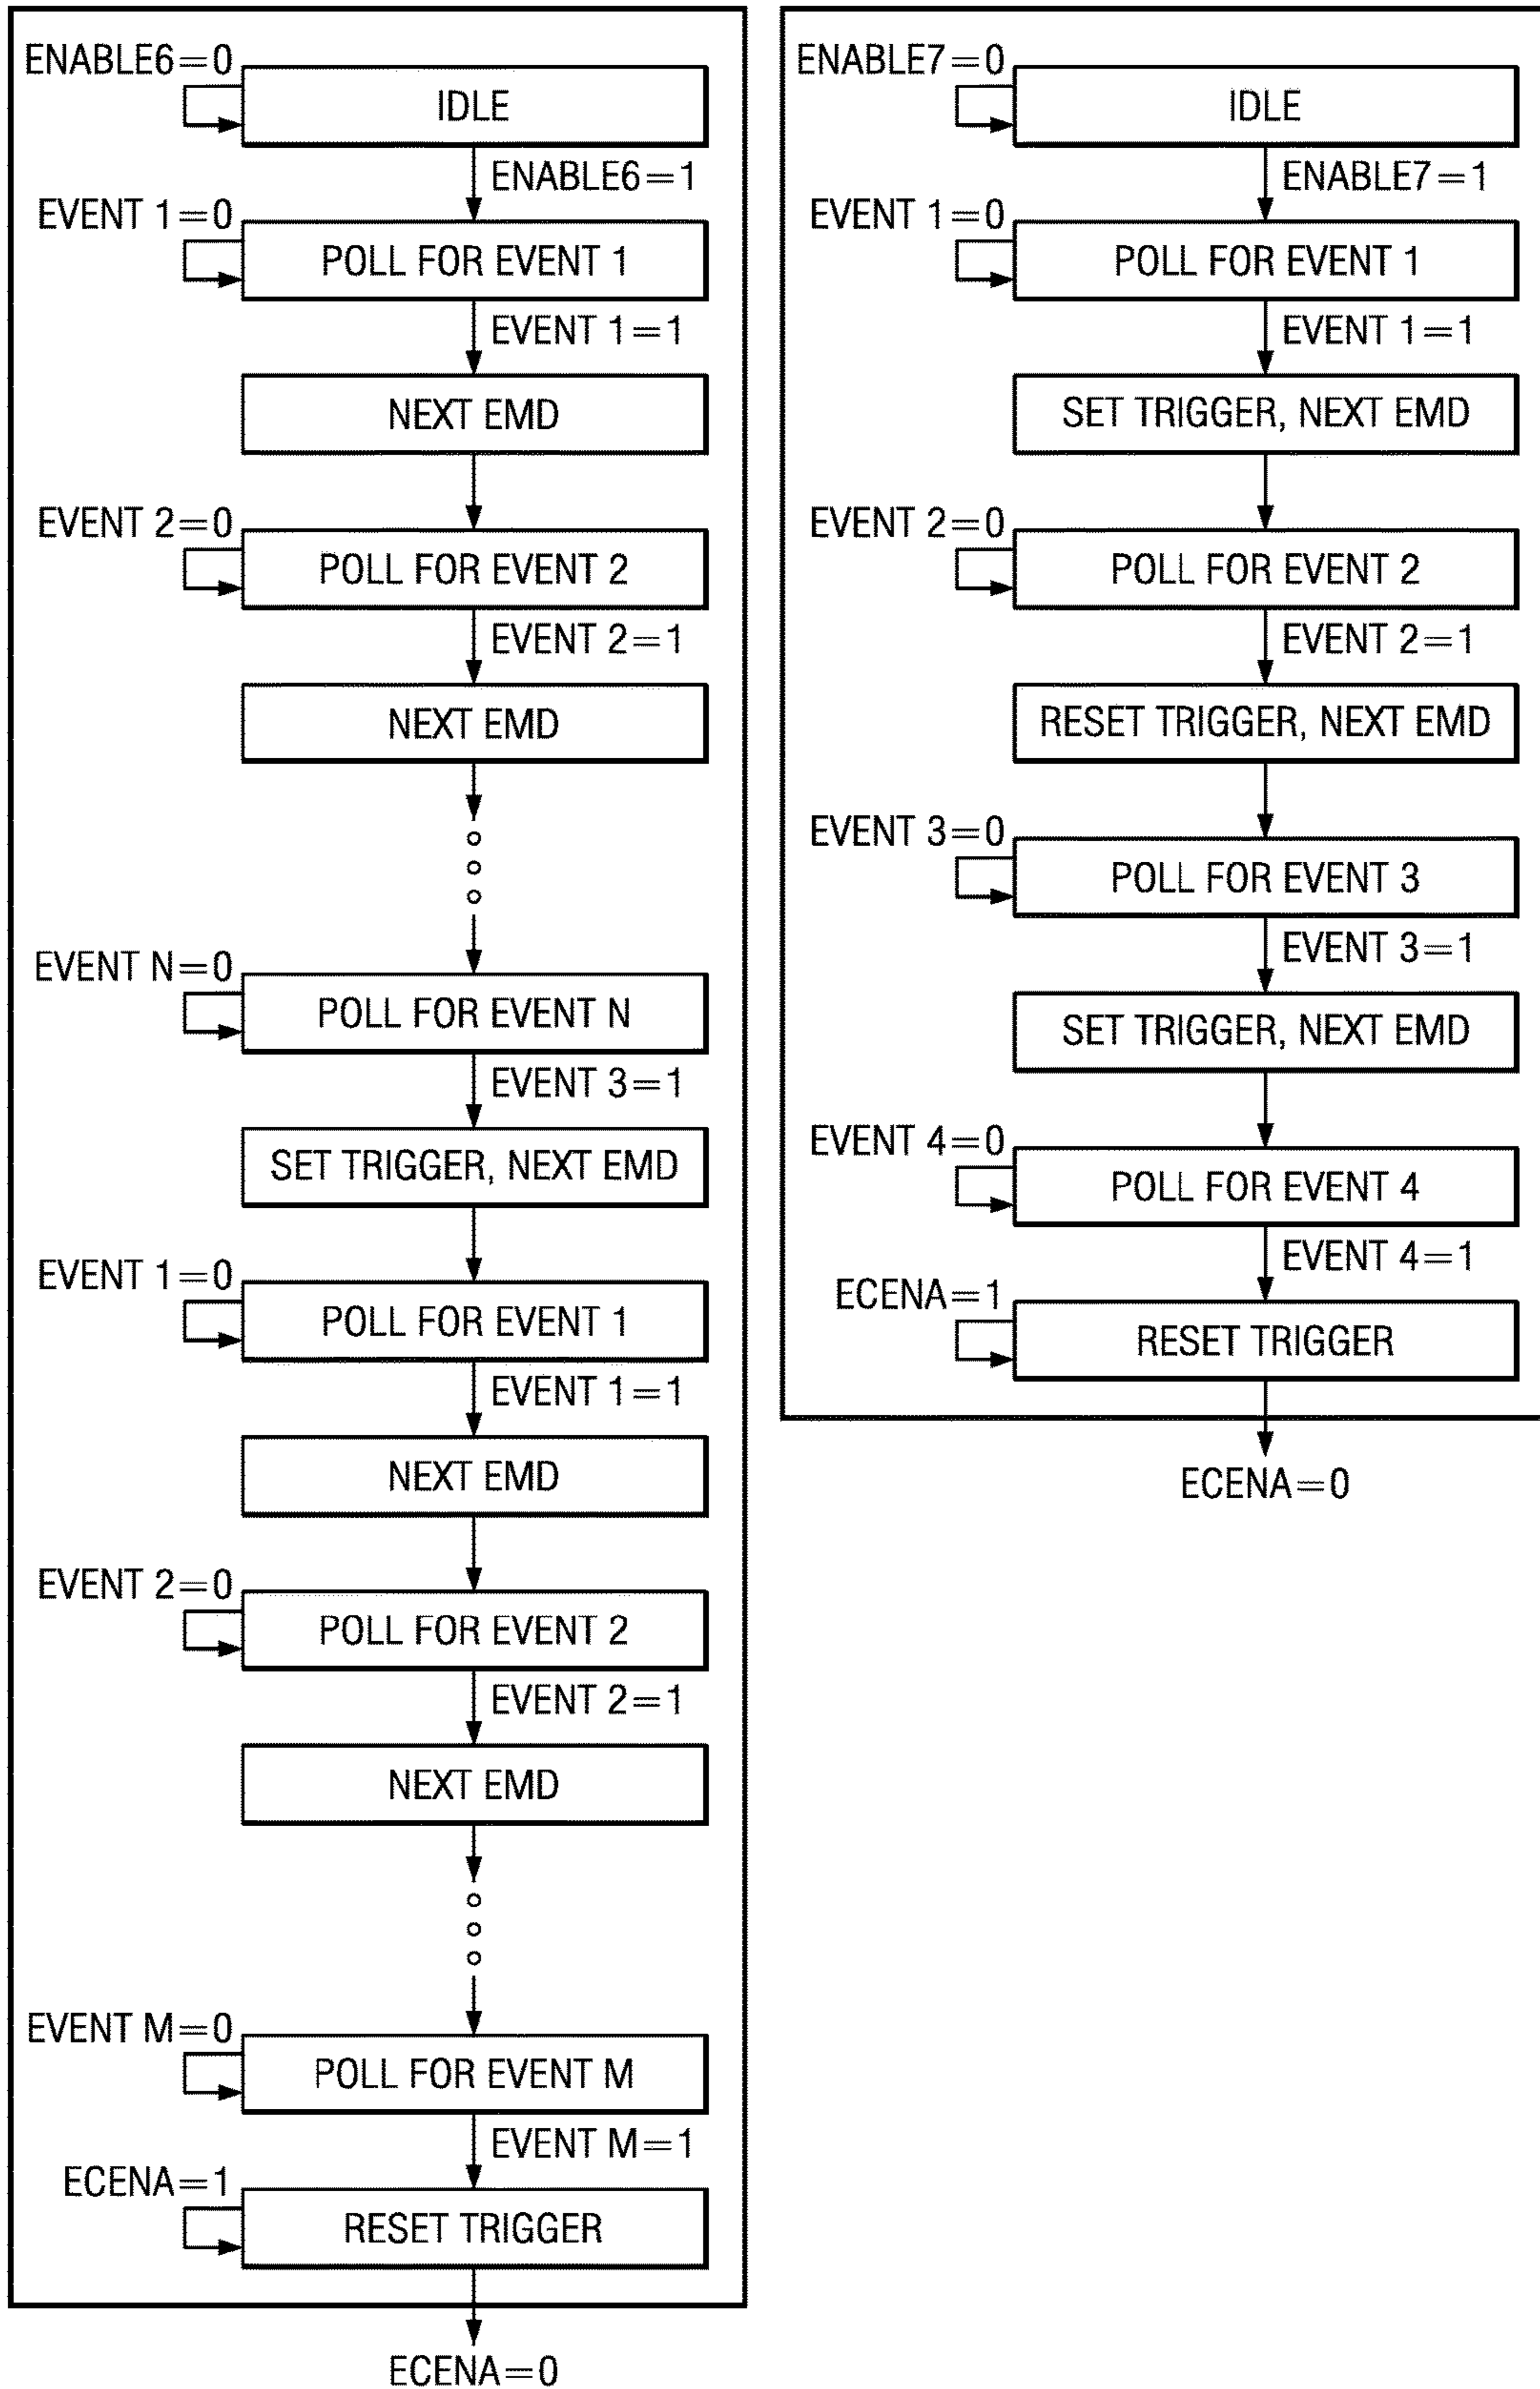 ENABLE6=0
IDLE
ENABLE6=1
EVENT 1=0
POLL FOR EVENT 1
EVENT 1=1
NEXT EMD
EVENT 2=0
POLL FOR EVENT 2
EVENT 2=1
NEXT EMD
EVENT N=0
POLL FOR EVENT N
EVENT 3=1
SET TRIGGER, NEXT EMD
EVENT 1=0
POLL FOR EVENT 1
EVENT 1=1
NEXT EMD
EVENT 2=0
POLL FOR EVENT 2
EVENT 2=1
NEXT EMD
EVENT M=0
POLL FOR EVENT M
EVENT M=1
ECENA=1
RESET TRIGGER
ECENA=0
ENABLE7=0
IDLE
ENABLE7=1
EVENT 1=0
POLL FOR EVENT 1
EVENT 1=1
SET TRIGGER, NEXT EMD
EVENT 2=0
POLL FOR EVENT 2
EVENT 2=1
RESET TRIGGER, NEXT EMD
EVENT 3=0
POLL FOR EVENT 3
EVENT 3=1
SET TRIGGER, NEXT EMD
EVENT 4=0
POLL FOR EVENT 4
EVENT 4=1
ECENA=1
RESET TRIGGER
ECENA=0